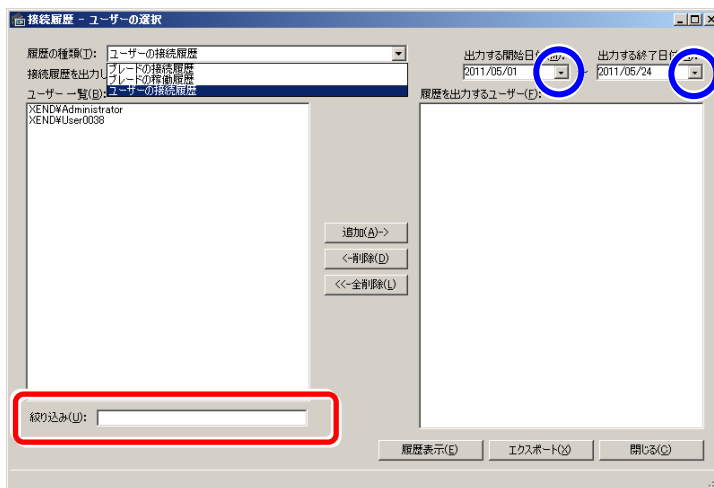 接続履歴 - ユーザーの選択
履歴の種類(T): ユーザーの接続履歴
出力する開始日付 出力する終了日付
接続履歴を出力し ブレードの接続履歴
ブレードの稼働履歴
ユーザーの接続履歴
2011/05/01 ~ 2011/05/24
ユーザー 一覧(B):
履歴を出力するユーザー(F):
XEND¥Administrator
XEND¥User0038
追加(A)->
<-削除(D)
<<-全削除(L)
絞り込み(U):
履歴表示(E) エクスポート(X) 閉じる(C)